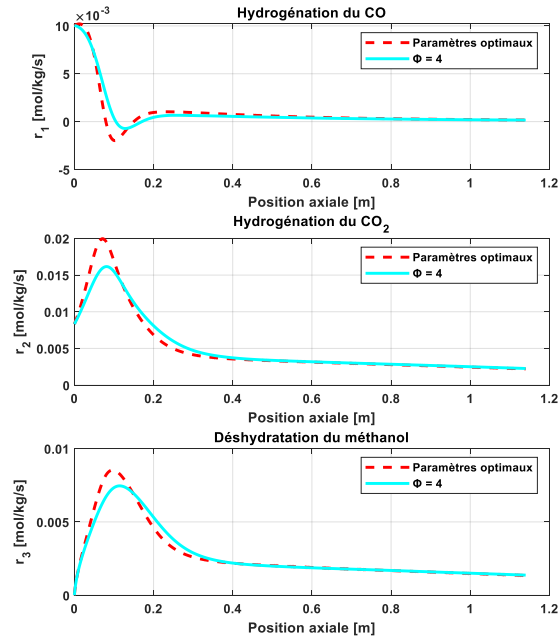 Hydrogénation du CO
×10⁻³
10
5
0
-5
r₁ [mol/kg/s]
Paramètres optimaux
Φ = 4
0 0.2 0.4 0.6 0.8 1 1.2
Position axiale [m]
Hydrogénation du CO₂
0.02
0.015
0.01
0.005
0
r₂ [mol/kg/s]
Paramètres optimaux
Φ = 4
0 0.2 0.4 0.6 0.8 1 1.2
Position axiale [m]
Déshydratation du méthanol
0.01
0.005
0
r₃ [mol/kg/s]
Paramètres optimaux
Φ = 4
0 0.2 0.4 0.6 0.8 1 1.2
Position axiale [m]